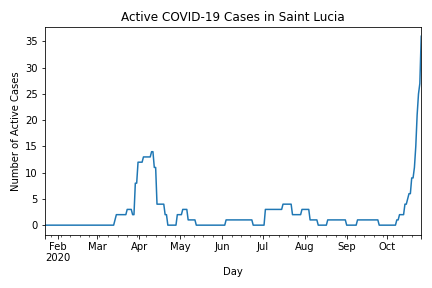 Active COVID-19 Cases in Saint Lucia
Number of Active Cases
35
30
25
20
15
10
5
0
Feb Mar Apr May Jun Jul Aug Sep Oct
2020
Day